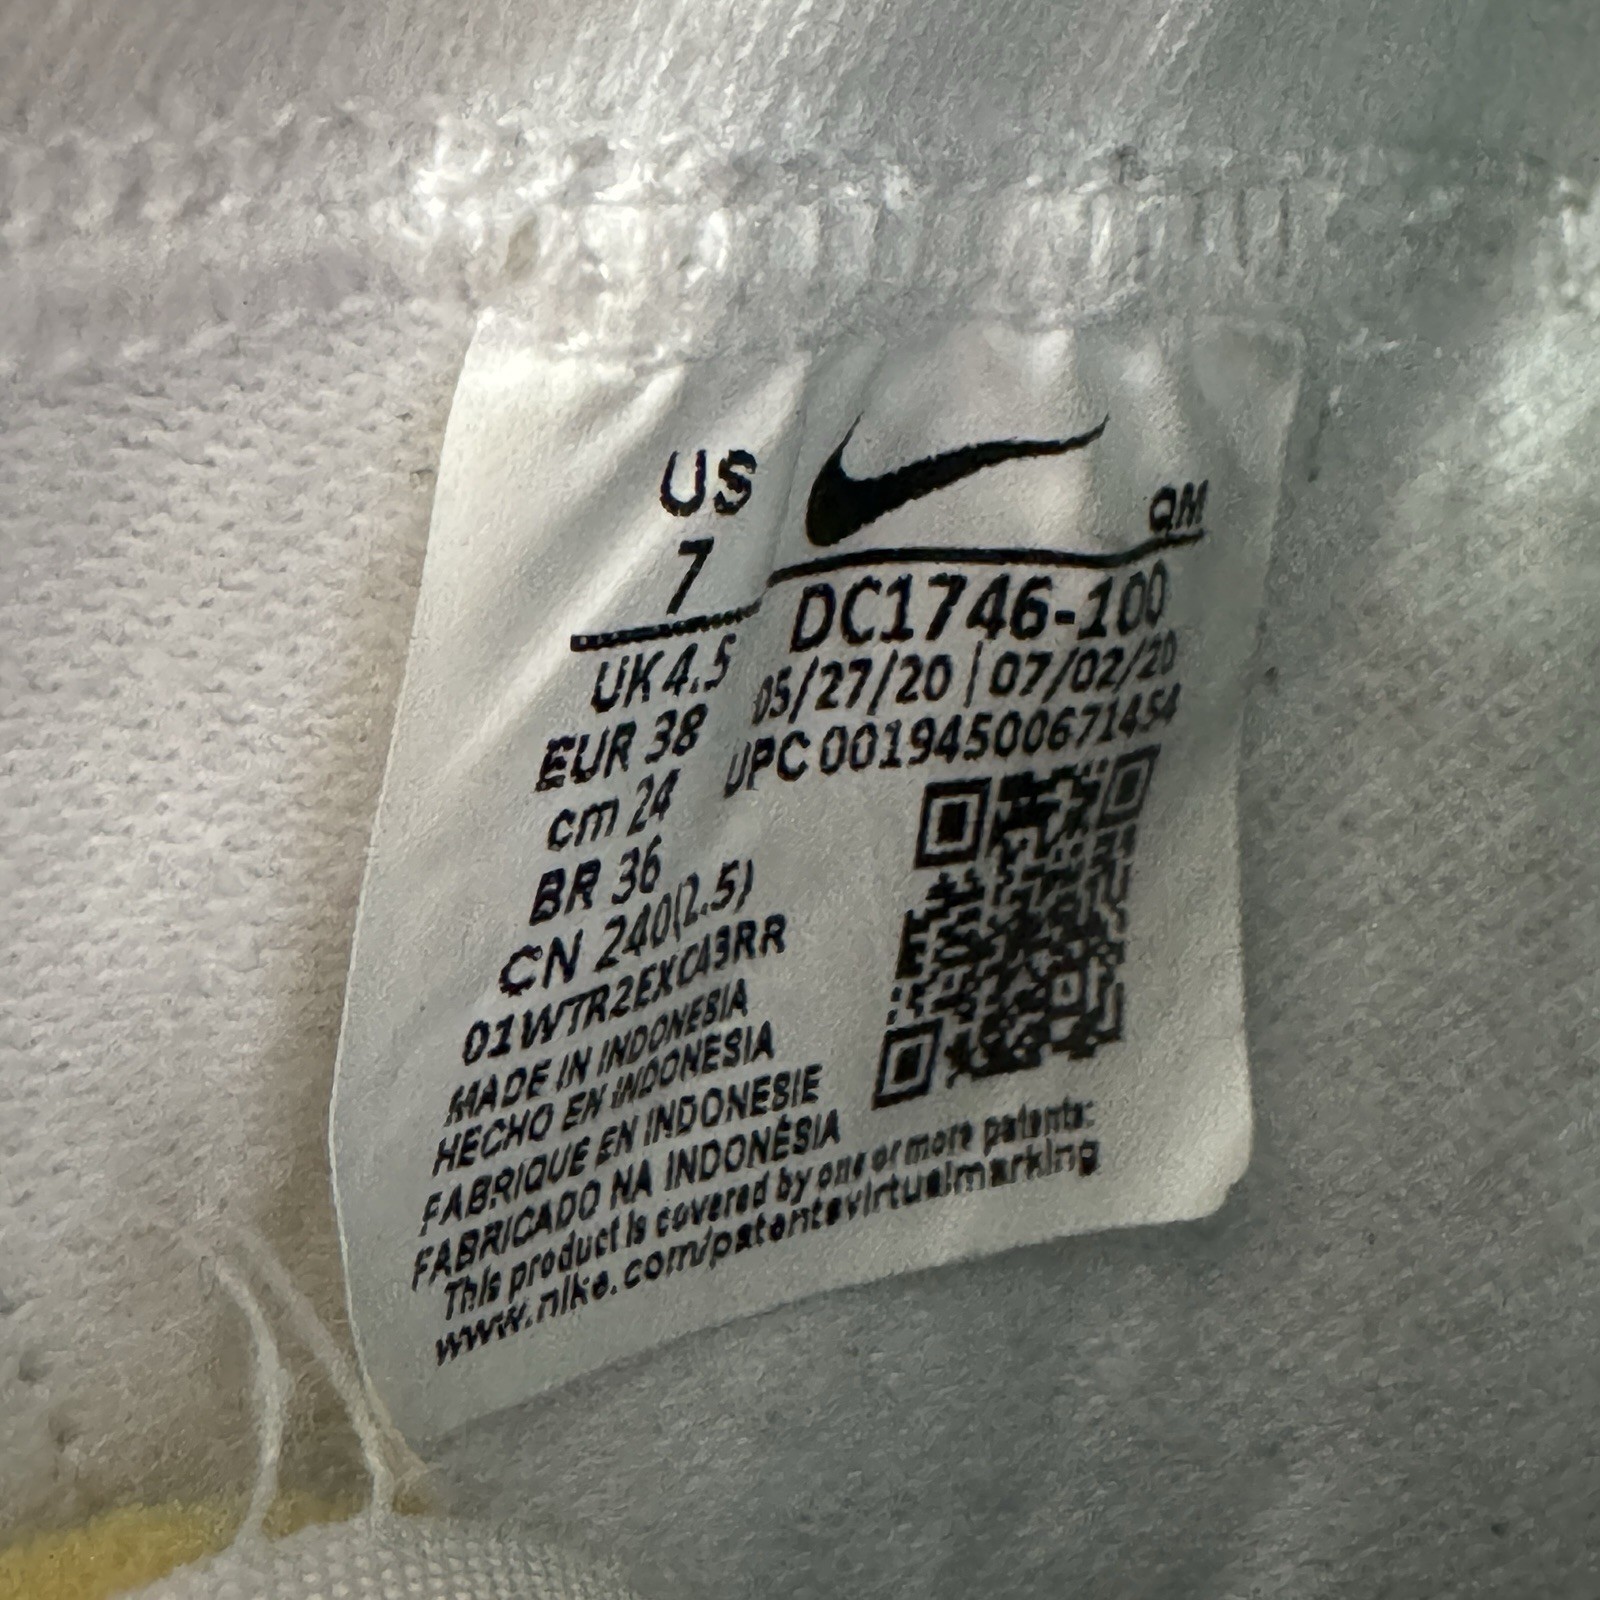 US
7
UK 4.5
EUR 38
cm 24
BR 36
CN 240(1.5)
01WTR2EXC43RR
MADE IN INDONESIA
HECHO EN INDONESIA
FABRIQUE EN INDONESIE
FABRICADO NA INDONÉSIA
This product is covered by one or more patents:
www.nike.com/patentsvirtualmarking
QM
DC1746-100
05/27/20 | 07/02/20
UPC 00194500671454